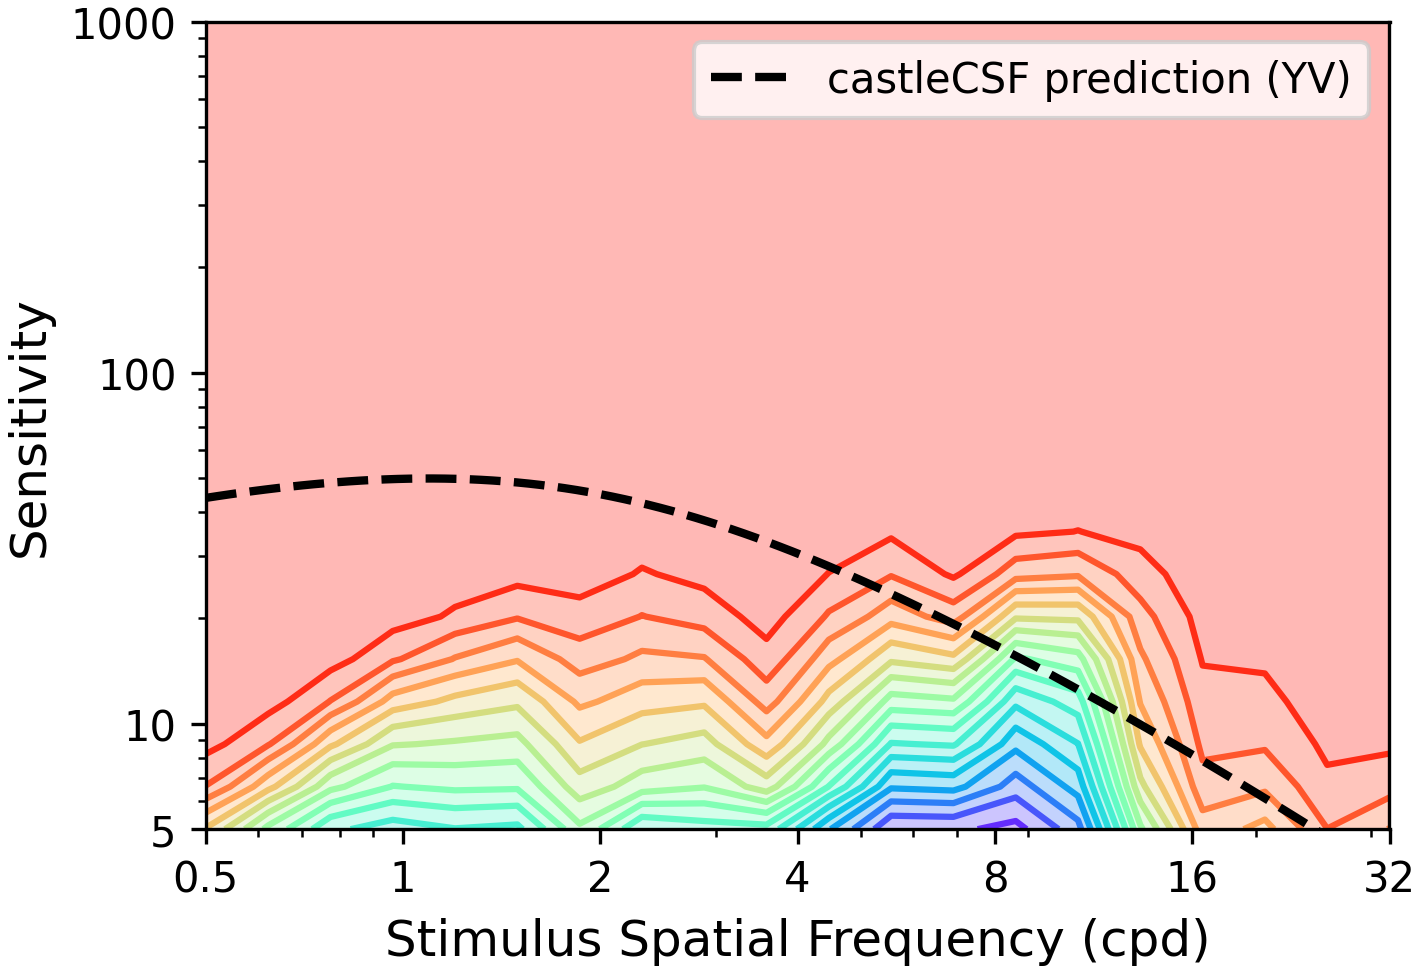 1000
100
10
5
Sensitivity
castleCSF prediction (YV)
0.5 1 2 4 8 16 32
Stimulus Spatial Frequency (cpd)